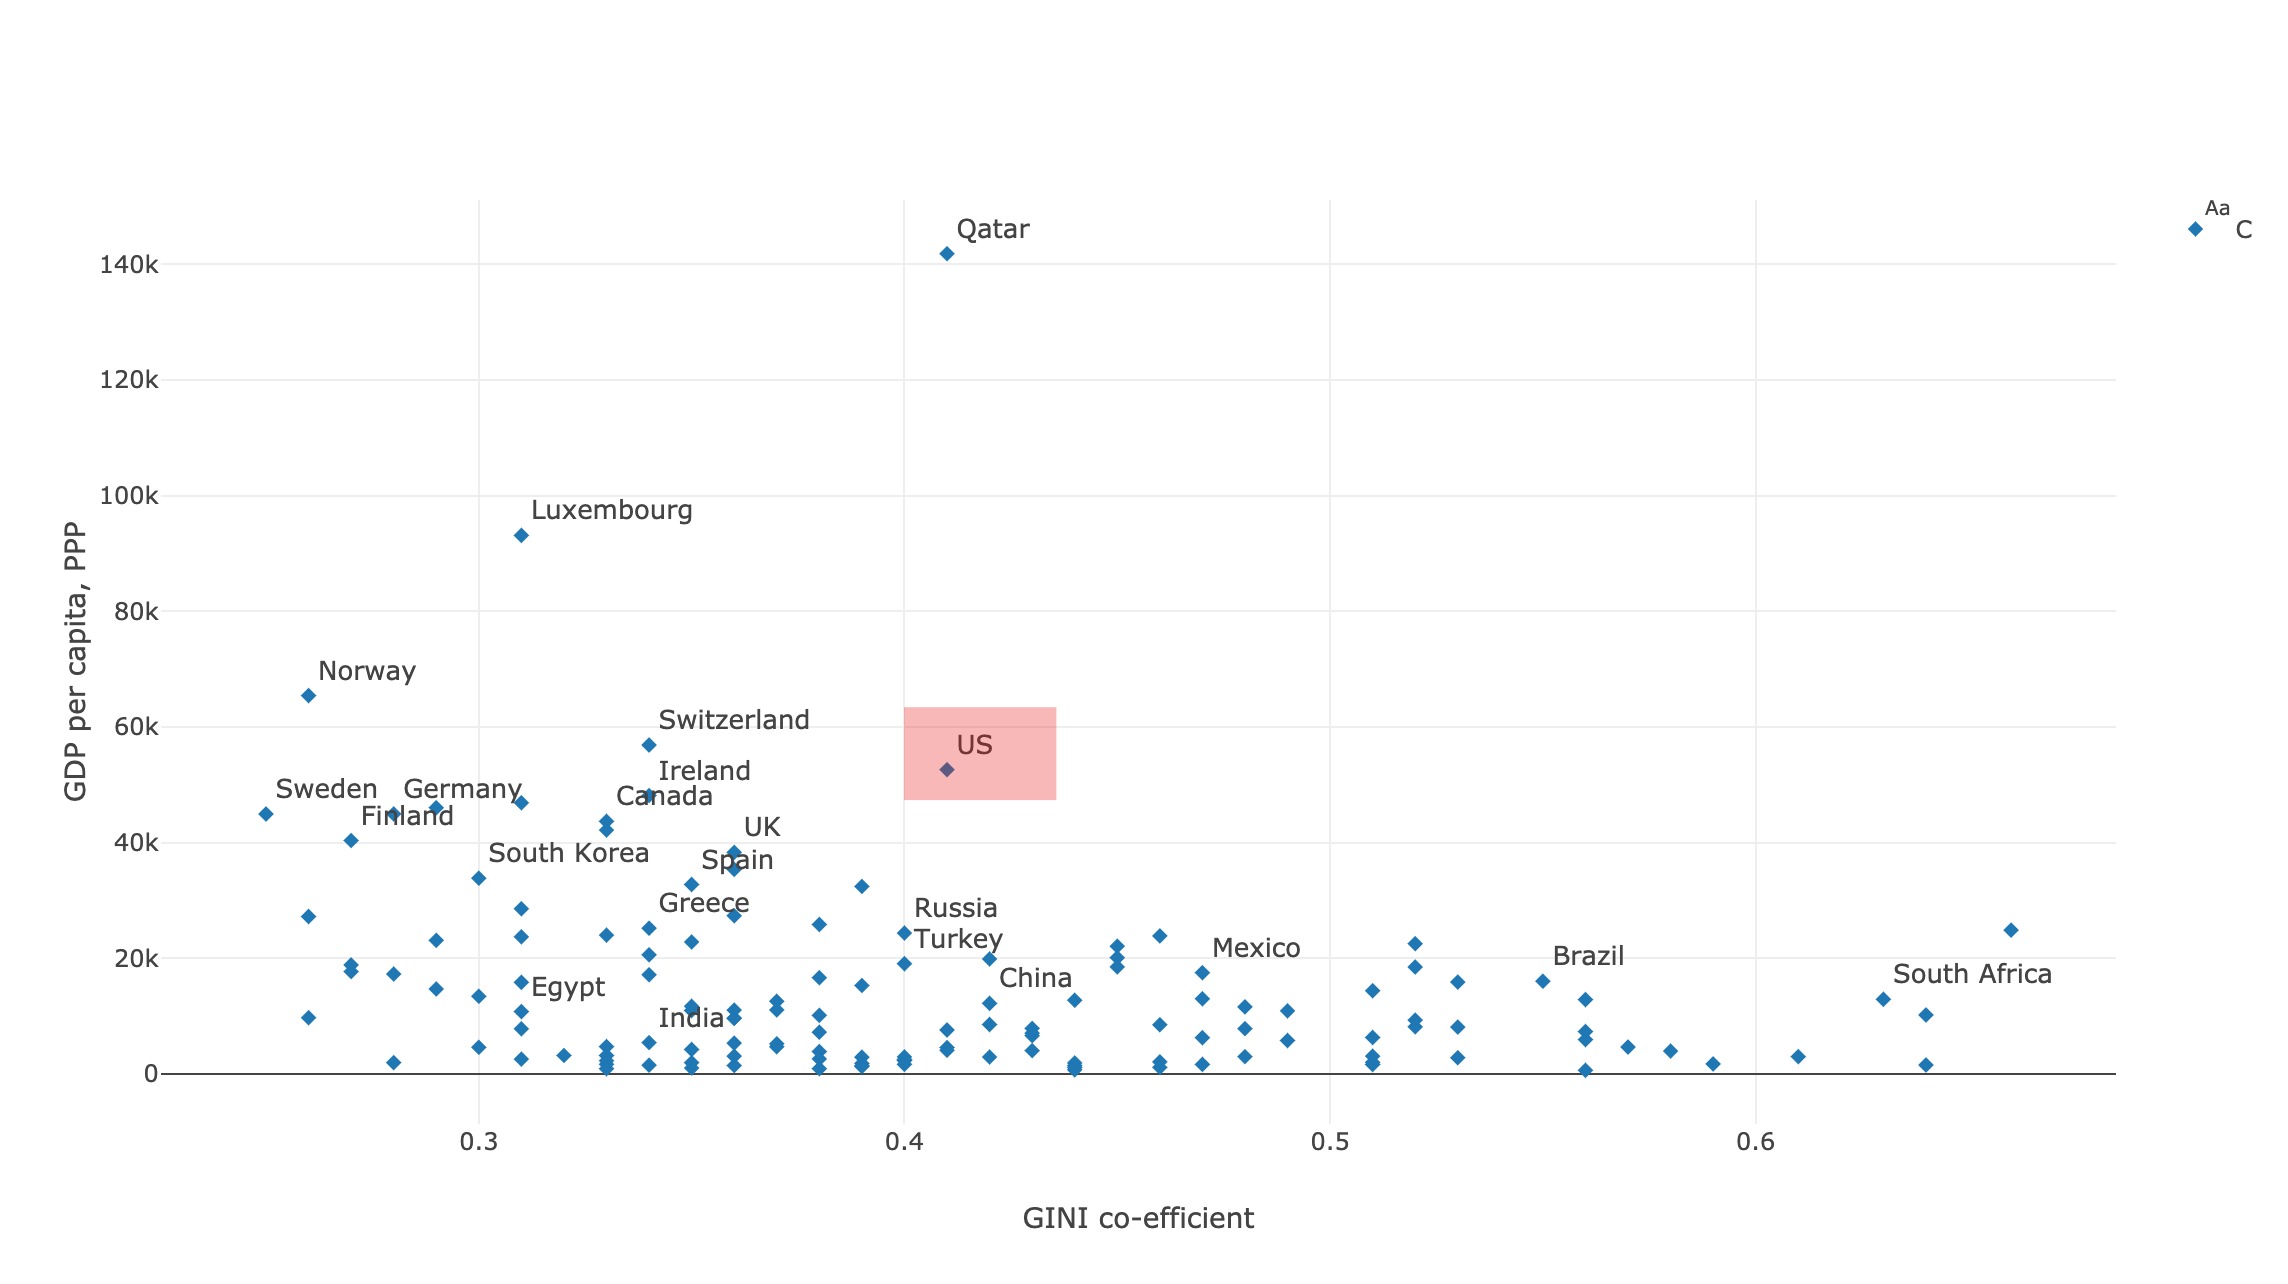 Aa
C
Qatar
140k
120k
100k
Luxembourg
80k
GDP per capita, PPP
Norway
60k
Switzerland
US
Ireland
Sweden
Germany
Canada
Finland
UK
40k
South Korea
Spain
Greece
Russia
Turkey
Mexico
20k
Brazil
South Africa
China
Egypt
India
0
0.3
0.4
0.5
0.6
GINI co-efficient